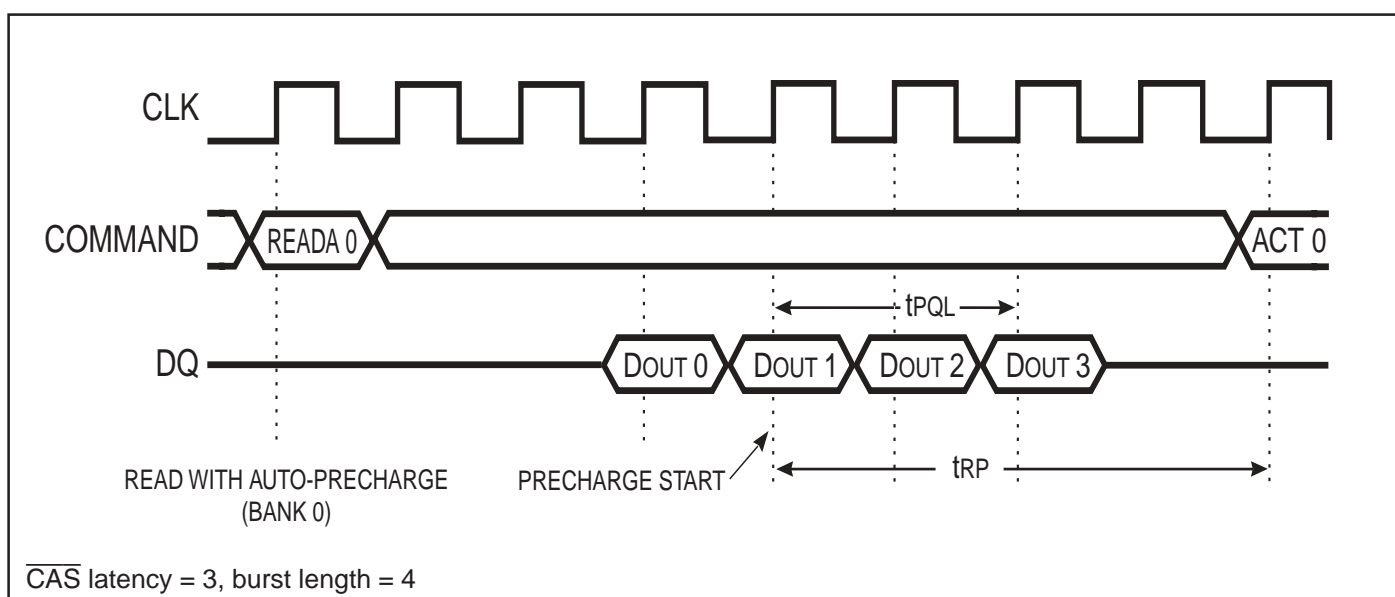 CLK
COMMAND READA 0 ACT 0
tPQL
DQ DOUT 0 DOUT 1 DOUT 2 DOUT 3
READ WITH AUTO-PRECHARGE
(BANK 0)
PRECHARGE START
tRP
CAS latency = 3, burst length = 4